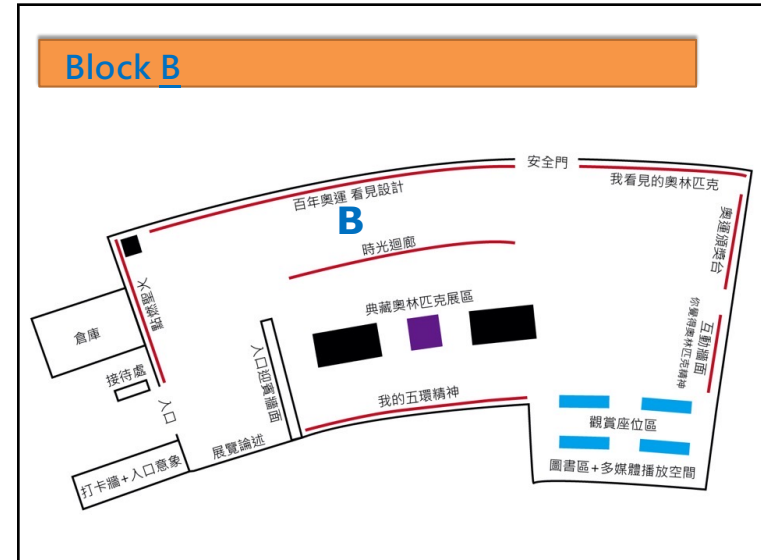 Block B
安全門
我看見的奧林匹克
百年奧運 看見設計
B
奧運頒獎台
時光迴廊
點燃聖火
典藏奧林匹克展區
倉庫
互動牆面
你覺得奧林匹克精神
入口迎賓牆面
接待處
我的五環精神
入口
觀賞座位區
展覽論述
打卡牆+入口意象
圖書區+多媒體播放空間